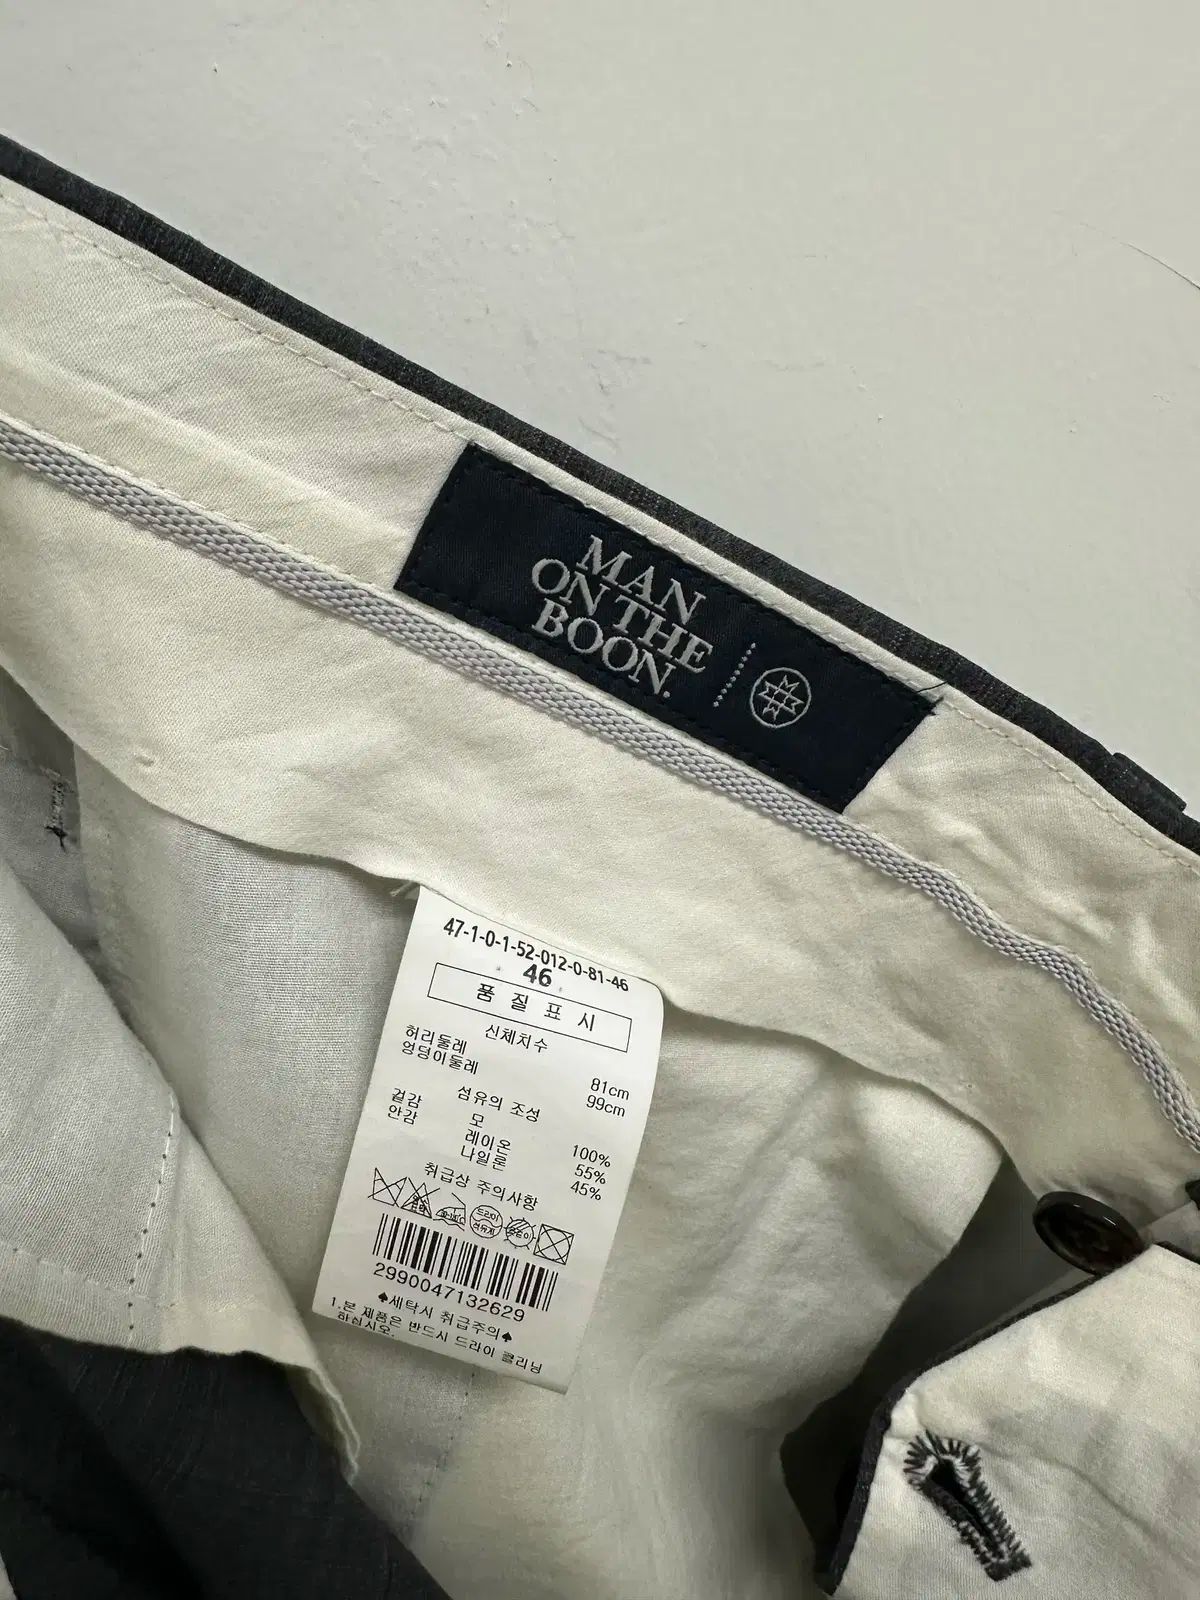 MAN
ON THE
BOON.
47-1-0-1-52-012-0-81-46
46
품 질 표 시
신체치수
허리둘레 81cm
엉덩이둘레 99cm
섬유의 조성
겉감 모 100%
안감 레이온 55%
나일론 45%
취급상 주의사항
드라이
2990047132629
♠세탁시 취급주의♠
1.본 제품은 반드시 드라이 클리닝
하십시오.